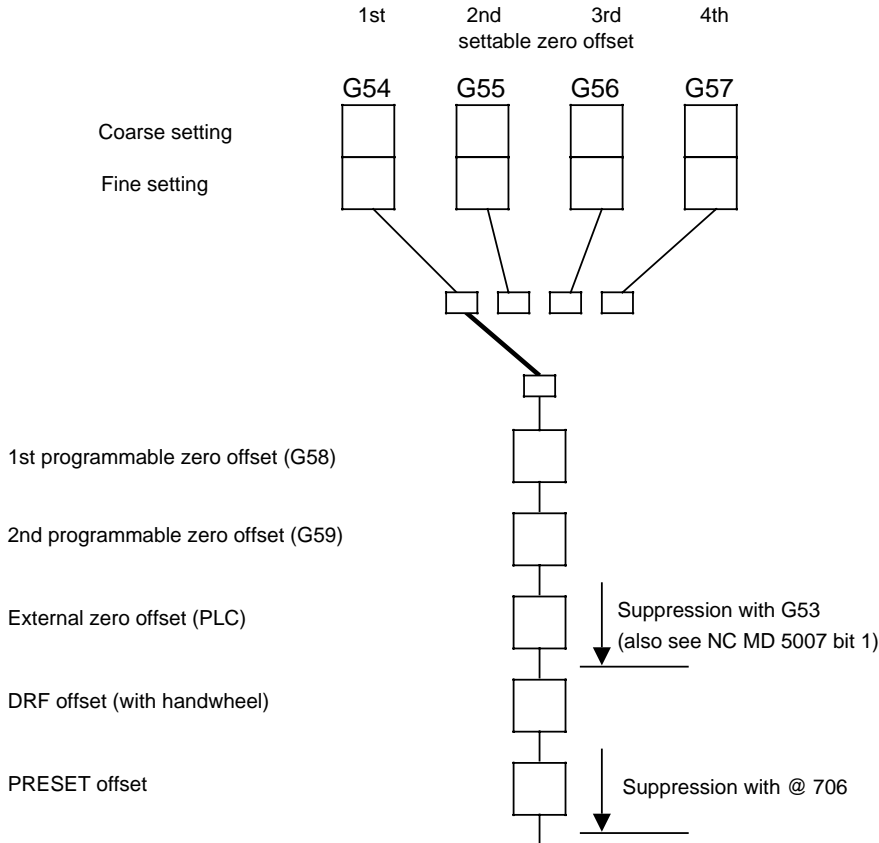 1st 2nd 3rd 4th
settable zero offset
G54 G55 G56 G57
Coarse setting
Fine setting
1st programmable zero offset (G58)
2nd programmable zero offset (G59)
External zero offset (PLC)
Suppression with G53
(also see NC MD 5007 bit 1)
DRF offset (with handwheel)
PRESET offset
Suppression with @ 706